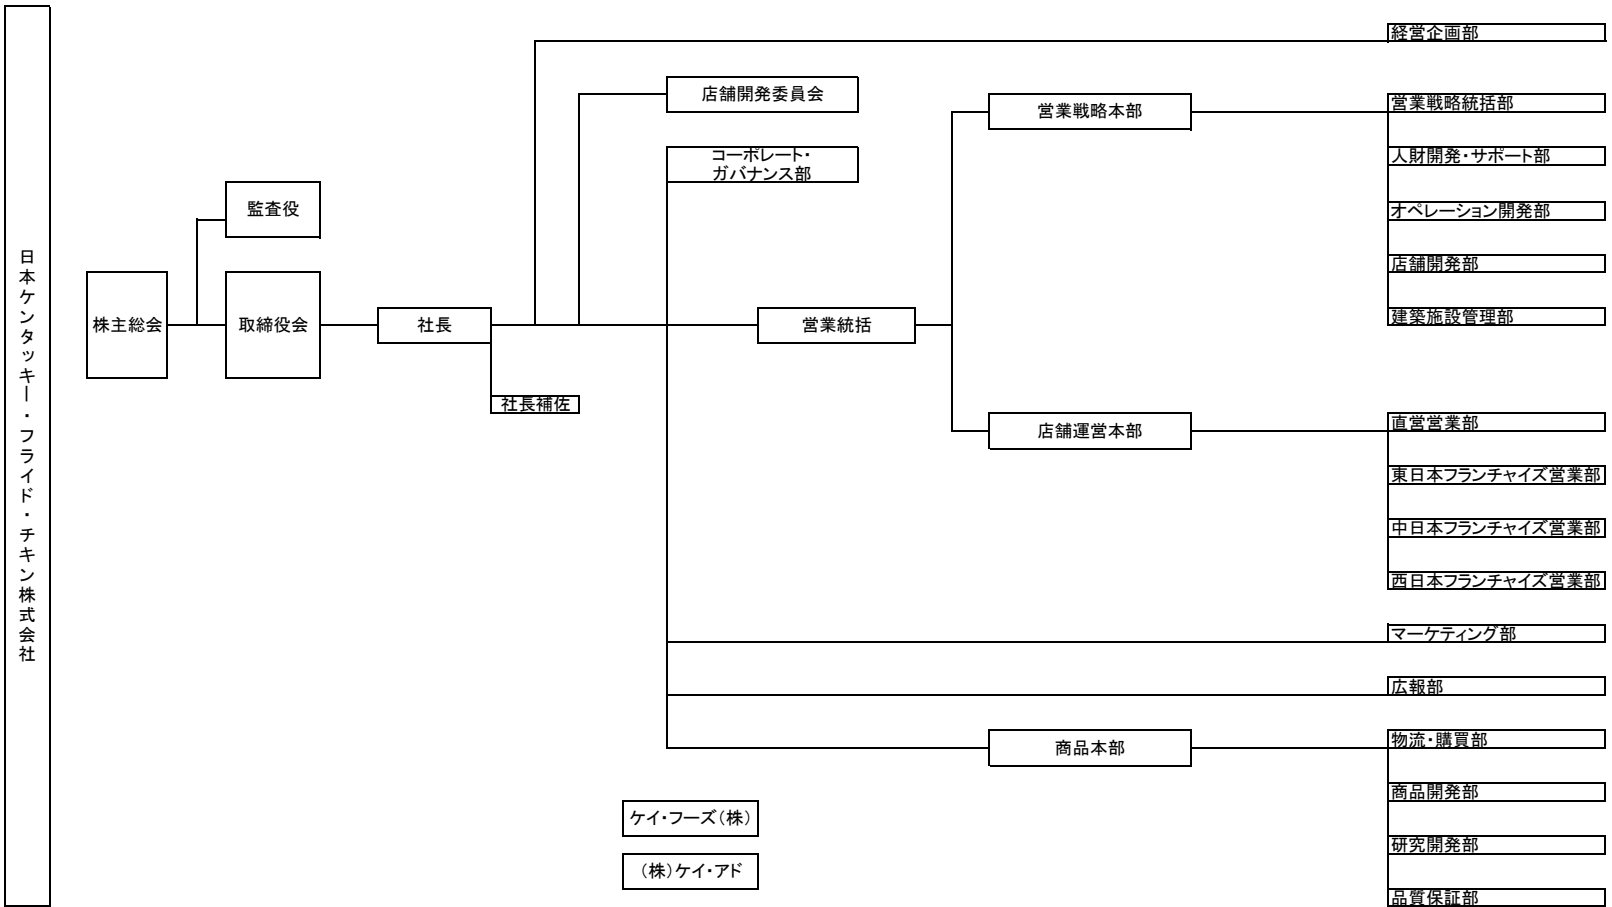 日本ケンタッキー・フライド・チキン株式会社
株主総会
監査役
取締役会
社長
社長補佐
店舗開発委員会
コーポレート・
ガバナンス部
営業統括
営業戦略本部
店舗運営本部
商品本部
ケイ・フーズ(株)
(株)ケイ・アド
経営企画部
営業戦略統括部
人財開発・サポート部
オペレーション開発部
店舗開発部
建築施設管理部
直営営業部
東日本フランチャイズ営業部
中日本フランチャイズ営業部
西日本フランチャイズ営業部
マーケティング部
広報部
物流・購買部
商品開発部
研究開発部
品質保証部